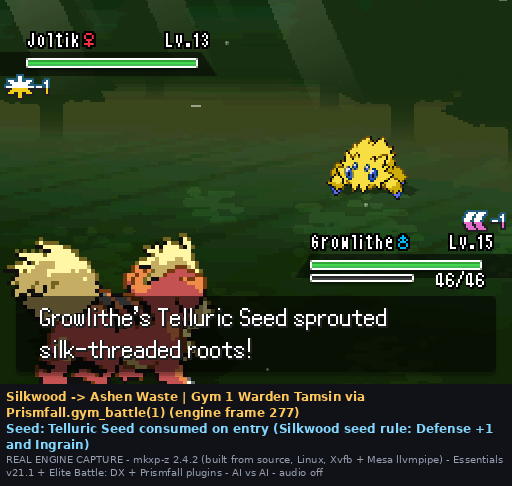 Joltik♀ Lv.13
-1
-1
Growlithe♂ Lv.15
46/46
Growlithe's Telluric Seed sprouted
silk-threaded roots!
Silkwood -> Ashen Waste | Gym 1 Warden Tamsin via
Prismfall.gym_battle(1) (engine frame 277)
Seed: Telluric Seed consumed on entry (Silkwood seed rule: Defense +1
and Ingrain)
REAL ENGINE CAPTURE - mkxp-z 2.4.2 (built from source, Linux, Xvfb + Mesa llvmpipe) - Essentials
v21.1 + Elite Battle: DX + Prismfall plugins - AI vs AI - audio off